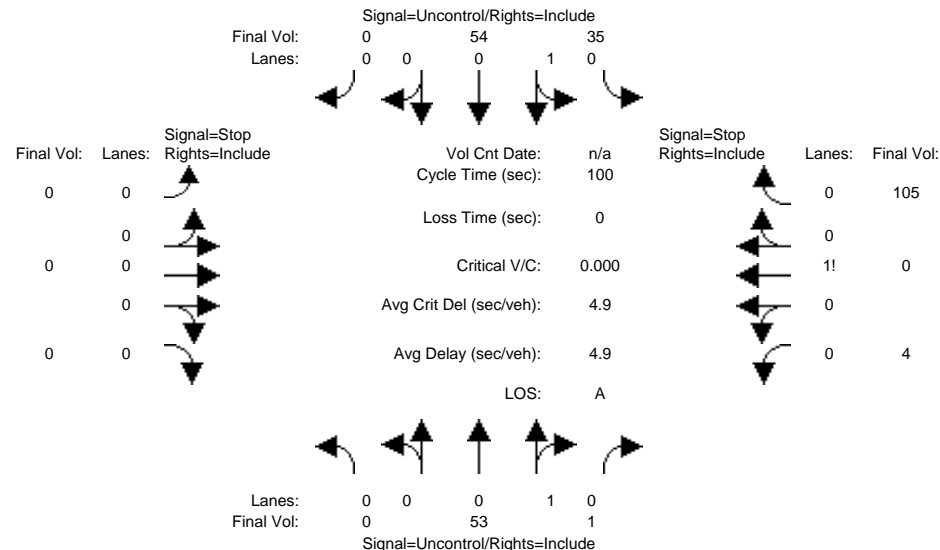 Signal=Uncontrol/Rights=Include
Final Vol: 0 54 35
Lanes: 0 0 0 1 0
Signal=Stop Signal=Stop
Final Vol: Lanes: Rights=Include Vol Cnt Date: n/a Rights=Include Lanes: Final Vol:
Cycle Time (sec): 100
0 0 0 105
Loss Time (sec): 0
0 0
0 0 Critical V/C: 0.000 1! 0
0 Avg Crit Del (sec/veh): 4.9 0
0 0 Avg Delay (sec/veh): 4.9 0 4
LOS: A
Lanes: 0 0 0 1 0
Final Vol: 0 53 1
Signal=Uncontrol/Rights=Include